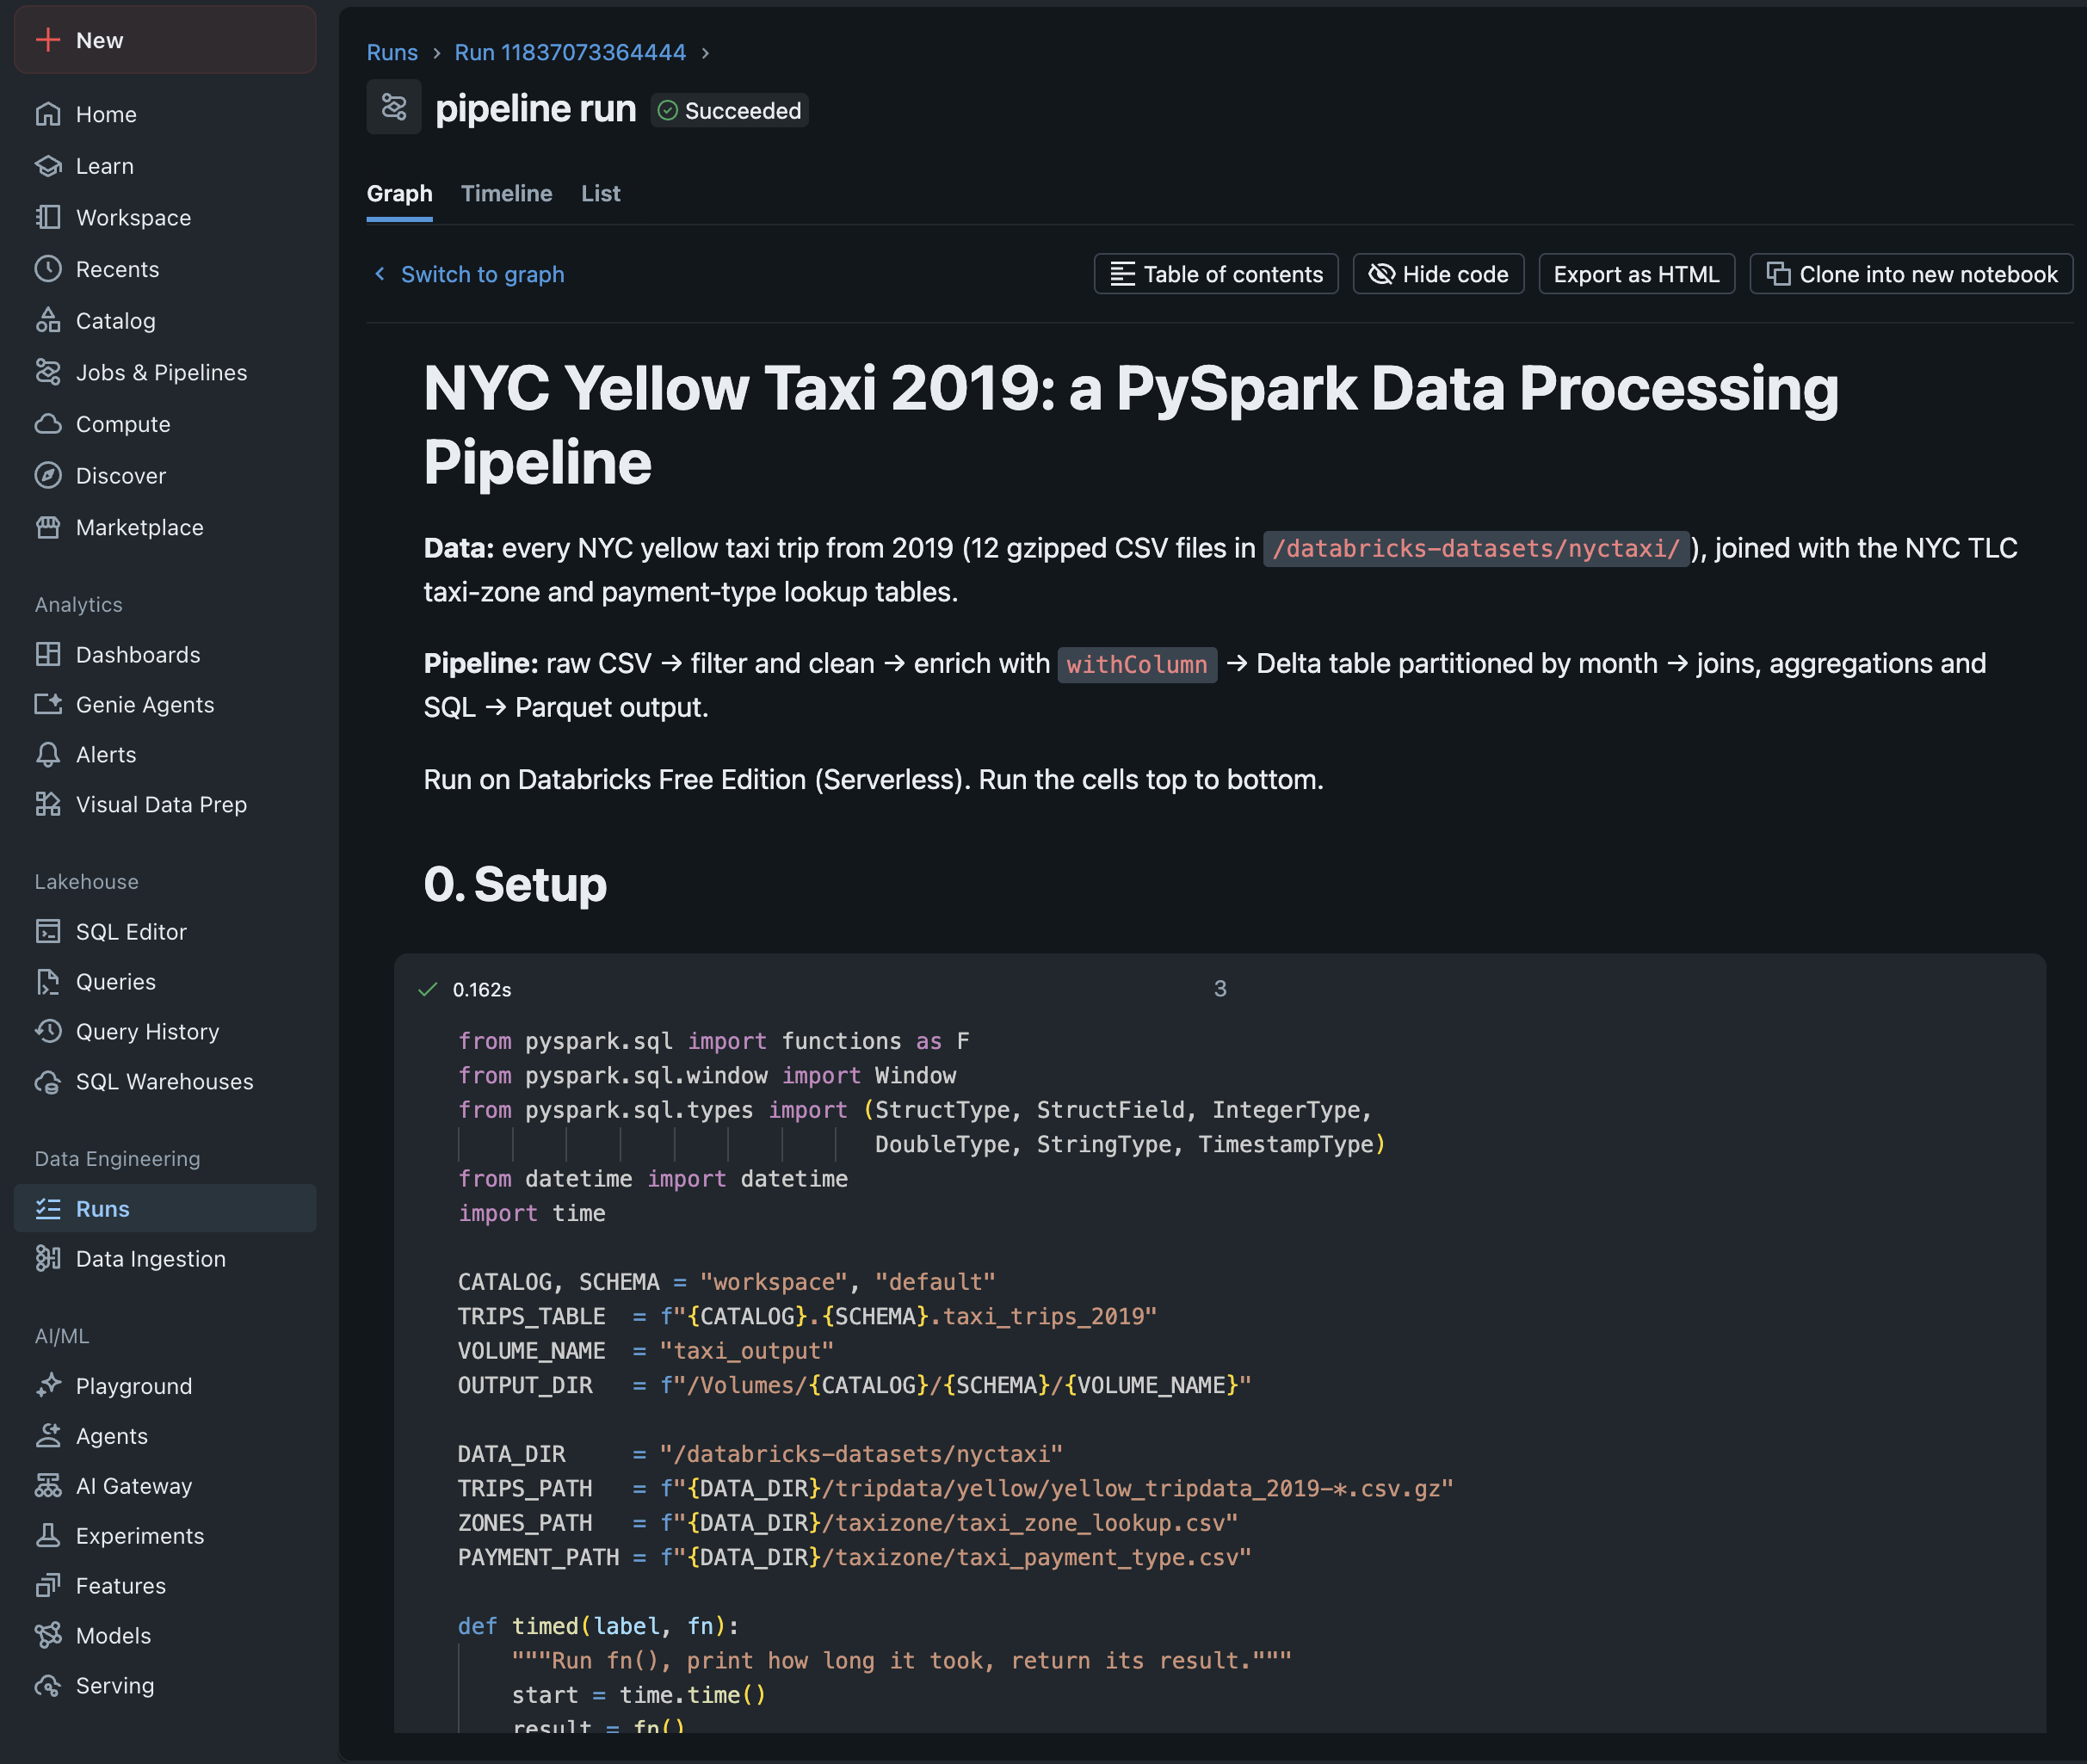 New
Home
Learn
Workspace
Recents
Catalog
Jobs & Pipelines
Compute
Discover
Marketplace
Analytics
Dashboards
Genie Agents
Alerts
Visual Data Prep
Lakehouse
SQL Editor
Queries
Query History
SQL Warehouses
Data Engineering
Runs
Data Ingestion
AI/ML
Playground
Agents
AI Gateway
Experiments
Features
Models
Serving
Runs › Run 11837073364444 ›
pipeline run Succeeded
Graph Timeline List
Switch to graph Table of contents Hide code Export as HTML Clone into new notebook
NYC Yellow Taxi 2019: a PySpark Data Processing
Pipeline
Data: every NYC yellow taxi trip from 2019 (12 gzipped CSV files in /databricks-datasets/nyctaxi/), joined with the NYC TLC
taxi-zone and payment-type lookup tables.
Pipeline: raw CSV → filter and clean → enrich with withColumn → Delta table partitioned by month → joins, aggregations and
SQL → Parquet output.
Run on Databricks Free Edition (Serverless). Run the cells top to bottom.
0. Setup
0.162s 3
from pyspark.sql import functions as F
from pyspark.sql.window import Window
from pyspark.sql.types import (StructType, StructField, IntegerType,
DoubleType, StringType, TimestampType)
from datetime import datetime
import time
CATALOG, SCHEMA = "workspace", "default"
TRIPS_TABLE = f"{CATALOG}.{SCHEMA}.taxi_trips_2019"
VOLUME_NAME = "taxi_output"
OUTPUT_DIR = f"/Volumes/{CATALOG}/{SCHEMA}/{VOLUME_NAME}"
DATA_DIR = "/databricks-datasets/nyctaxi"
TRIPS_PATH = f"{DATA_DIR}/tripdata/yellow/yellow_tripdata_2019-*.csv.gz"
ZONES_PATH = f"{DATA_DIR}/taxizone/taxi_zone_lookup.csv"
PAYMENT_PATH = f"{DATA_DIR}/taxizone/taxi_payment_type.csv"
def timed(label, fn):
"""Run fn(), print how long it took, return its result."""
start = time.time()
result = fn()